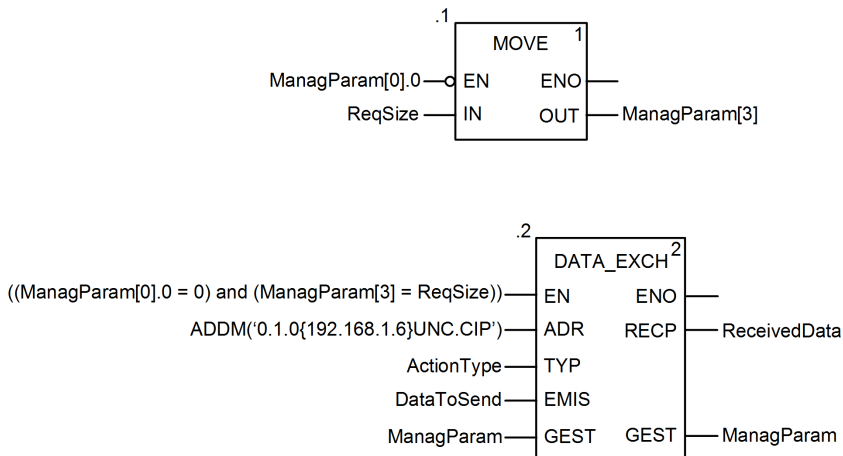 .1
MOVE 1
ManagParam[0].0 EN ENO
ReqSize IN OUT ManagParam[3]
.2
DATA_EXCH 2
((ManagParam[0].0 = 0) and (ManagParam[3] = ReqSize)) EN ENO
ADDM(‘0.1.0{192.168.1.6}UNC.CIP’) ADR RECP ReceivedData
ActionType TYP
DataToSend EMIS
ManagParam GEST GEST ManagParam